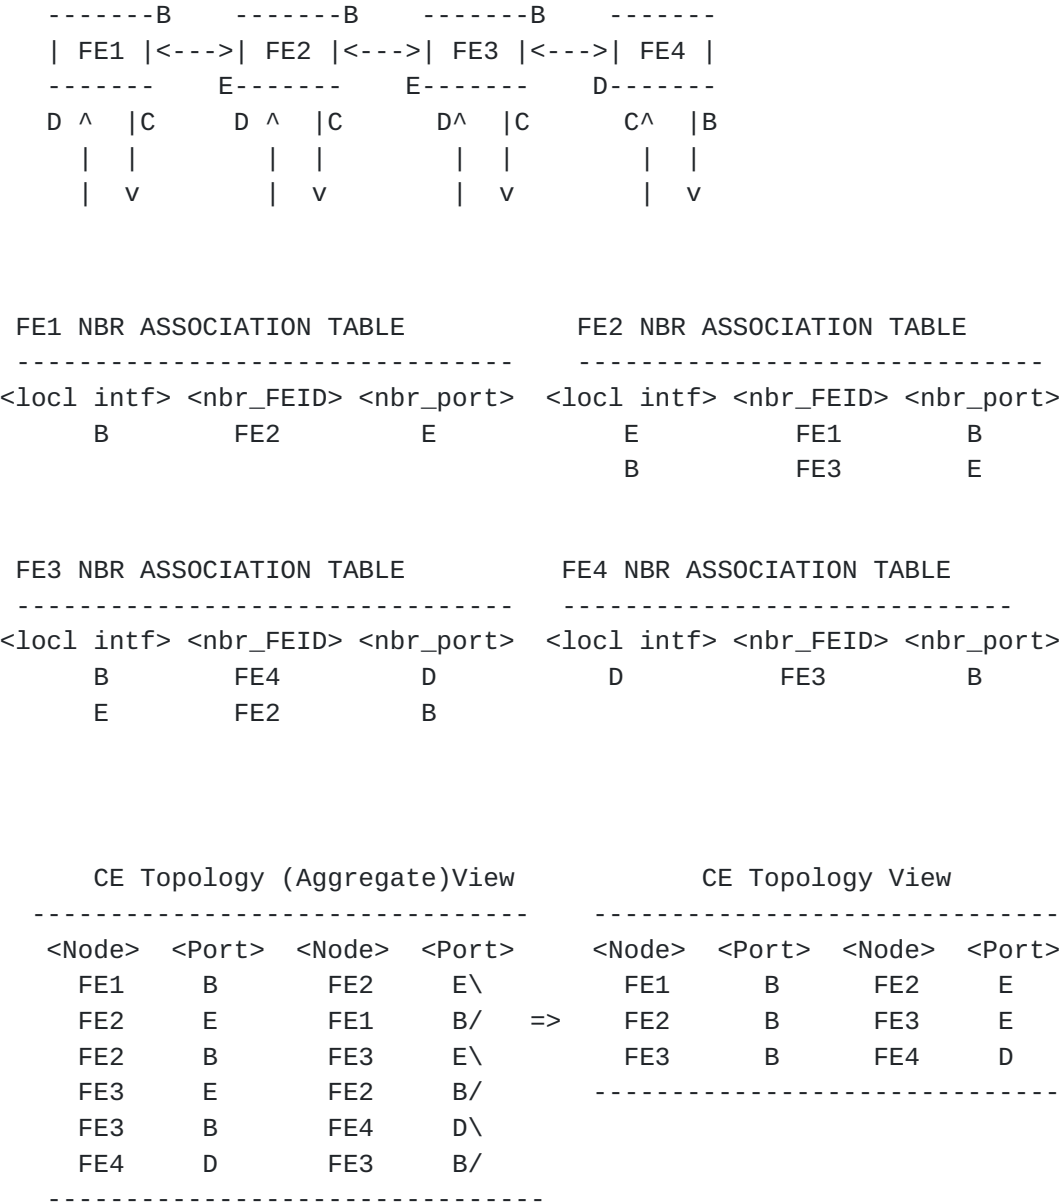 -------B    -------B    -------B    -------
   | FE1 |<--->| FE2 |<--->| FE3 |<--->| FE4 |
   -------    E-------    E-------    D-------
   D ^  |C     D ^  |C      D^  |C      C^  |B
     |  |        |  |        |  |        |  |
     |  v        |  v        |  v        |  v
 FE1 NBR ASSOCIATION TABLE           FE2 NBR ASSOCIATION TABLE
 --------------------------------    ------------------------------
<locl intf> <nbr_FEID> <nbr_port>  <locl intf> <nbr_FEID> <nbr_port>
      B        FE2         E            E          FE1        B
                                        B          FE3        E
 FE3 NBR ASSOCIATION TABLE          FE4 NBR ASSOCIATION TABLE
 --------------------------------   -----------------------------
<locl intf> <nbr_FEID> <nbr_port>  <locl intf> <nbr_FEID> <nbr_port>
      B        FE4         D           D          FE3         B
      E        FE2         B
      CE Topology (Aggregate)View            CE Topology View
  --------------------------------    ------------------------------
   <Node>  <Port>  <Node>  <Port>     <Node>  <Port>  <Node>  <Port>
     FE1     B       FE2     E\         FE1      B      FE2     E
     FE2     E       FE1     B/   =>    FE2      B      FE3     E
     FE2     B       FE3     E\         FE3      B      FE4     D
     FE3     E       FE2     B/       ------------------------------
     FE3     B       FE4     D\
     FE4     D       FE3     B/
   --------------------------------